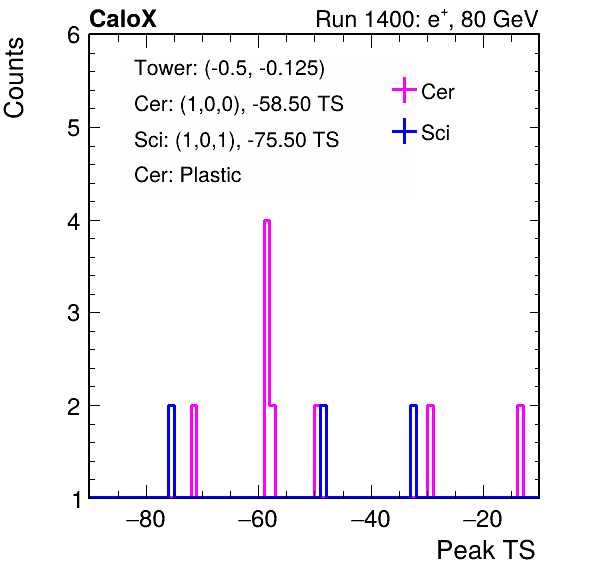 CaloX Run 1400: e⁺, 80 GeV
Counts
6
Tower: (-0.5, -0.125)
Cer: (1,0,0), -58.50 TS
Sci: (1,0,1), -75.50 TS
Cer: Plastic
Cer
Sci
5
4
3
2
1
−80 −60 −40 −20
Peak TS